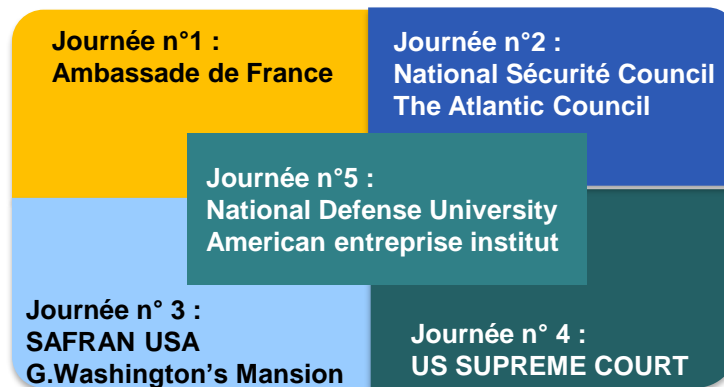 Journée n°1 :
Ambassade de France
Journée n°2 :
National Sécurité Council
The Atlantic Council
Journée n°5 :
National Defense University
American entreprise institut
Journée n° 3 :
SAFRAN USA
G.Washington’s Mansion
Journée n° 4 :
US SUPREME COURT